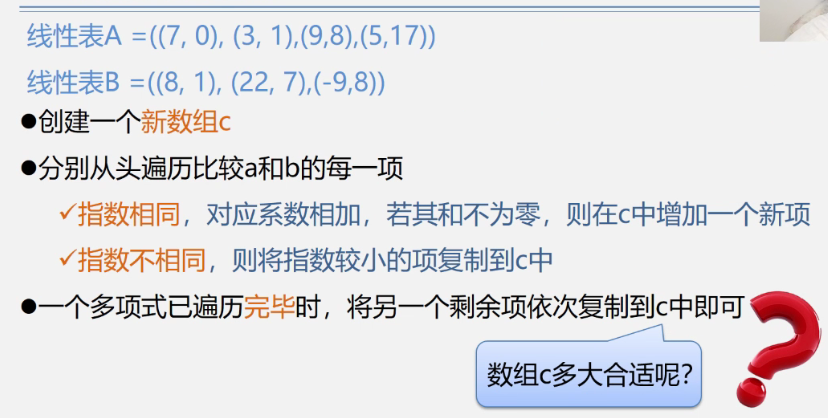 线性表A =((7, 0), (3, 1),(9,8),(5,17))
线性表B =((8, 1), (22, 7),(-9,8))
●创建一个新数组c
●分别从头遍历比较a和b的每一项
✓指数相同，对应系数相加，若其和不为零，则在c中增加一个新项
✓指数不相同，则将指数较小的项复制到c中
●一个多项式已遍历完毕时，将另一个剩余项依次复制到c中即可
数组c多大合适呢？